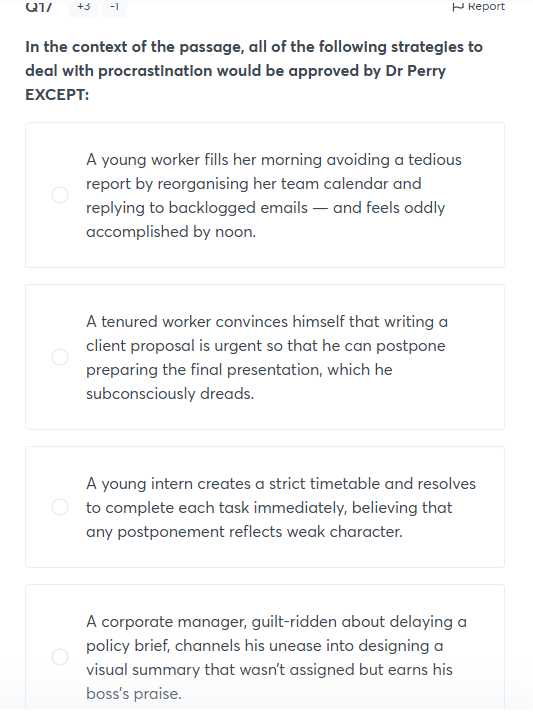 Q17 +3 -1 Report
In the context of the passage, all of the following strategies to
deal with procrastination would be approved by Dr Perry
EXCEPT:
A young worker fills her morning avoiding a tedious
report by reorganising her team calendar and
replying to backlogged emails — and feels oddly
accomplished by noon.
A tenured worker convinces himself that writing a
client proposal is urgent so that he can postpone
preparing the final presentation, which he
subconsciously dreads.
A young intern creates a strict timetable and resolves
to complete each task immediately, believing that
any postponement reflects weak character.
A corporate manager, guilt-ridden about delaying a
policy brief, channels his unease into designing a
visual summary that wasn't assigned but earns his
boss's praise.